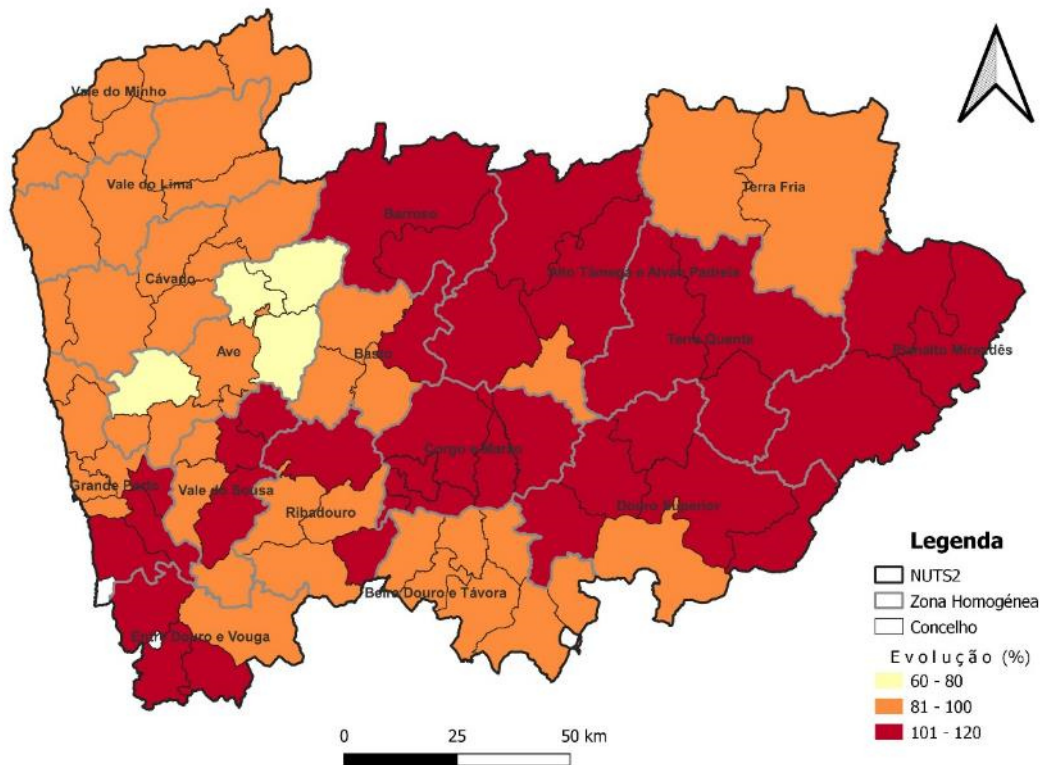 Vale do Minho
Terra Fria
Vale do Lima
Barroso
Alto Tâmega e Alvão Padrela
Cávado
Terra Quente
Planalto Mirandês
Ave
Basto
Corgo e Marão
Grande Porto
Vale do Sousa
Ribadouro
Douro Superior
Beira Douro e Távora
Entre Douro e Vouga
Legenda
NUTS2
Zona Homogénea
Concelho
Evolução (%)
60 - 80
81 - 100
101 - 120
0 25 50 km